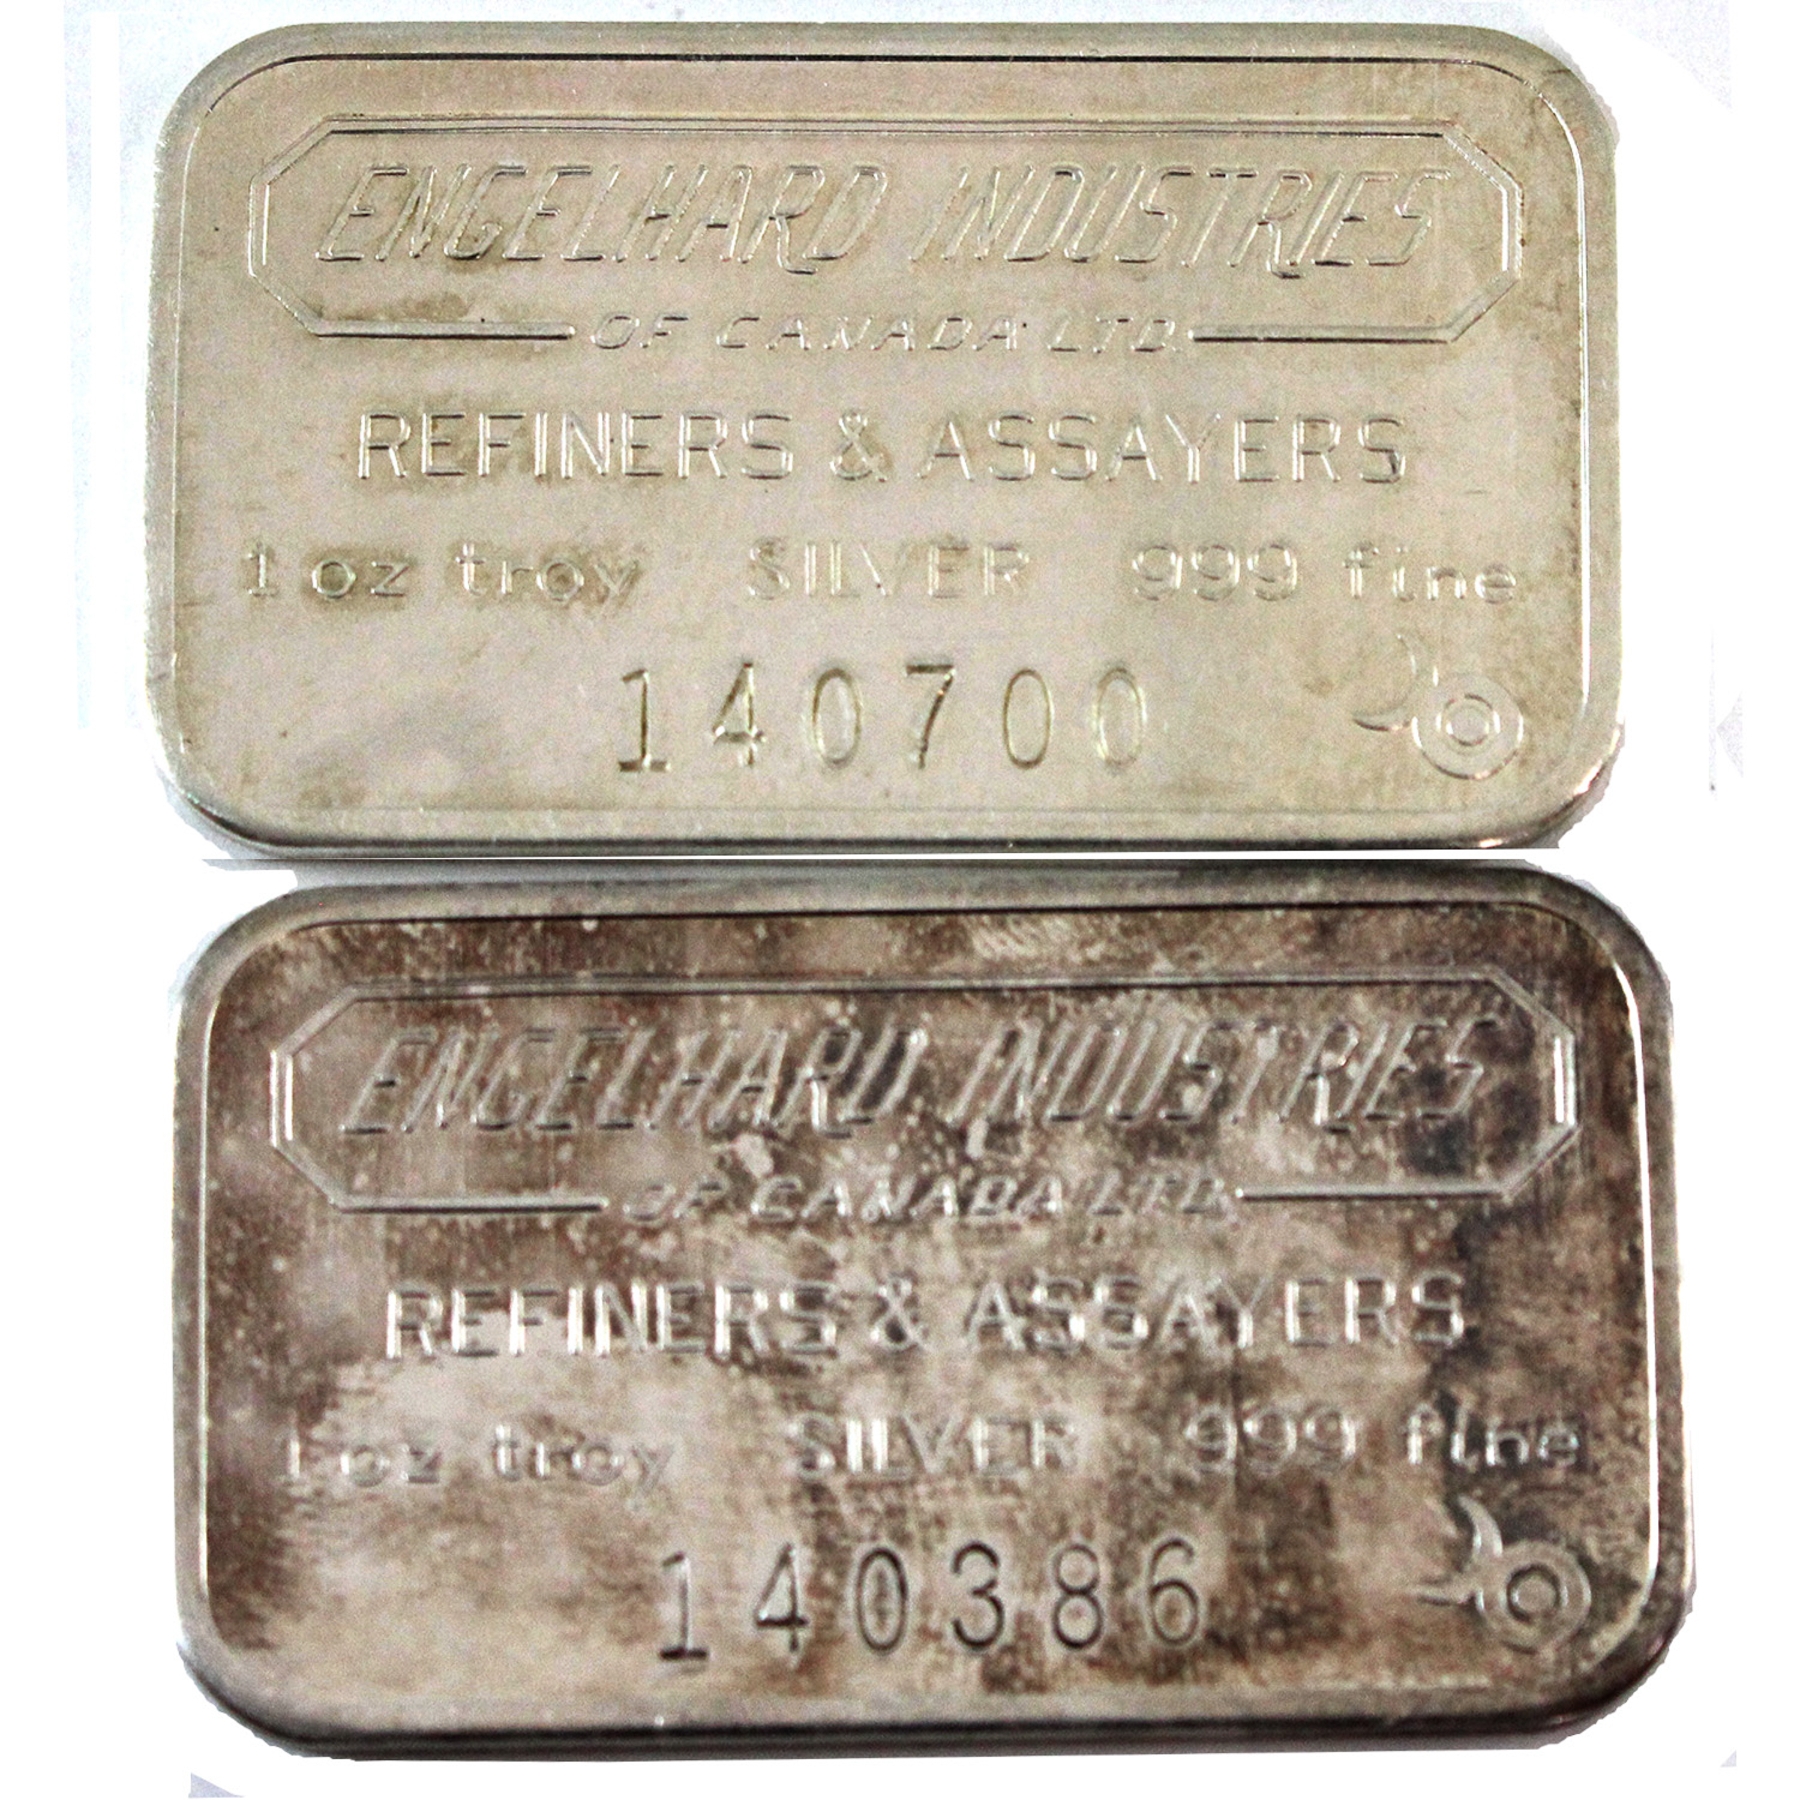 ENGELHARD INDUSTRIES
OF CANADA LTD.
REFINERS & ASSAYERS
1 oz troy SILVER 999 fine
140700
ENGELHARD INDUSTRIES
OF CANADA LTD.
REFINERS & ASSAYERS
1 oz troy SILVER 999 fine
140386